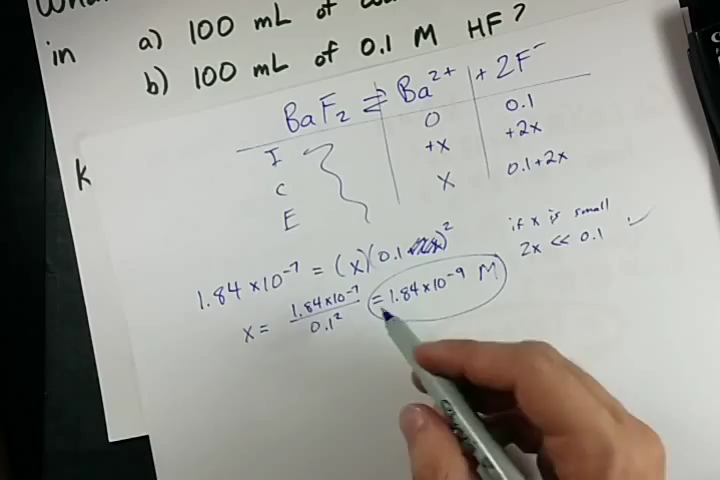 in a) 100 mL of
b) 100 mL of 0.1 M HF?
k
BaF₂ ⇌ Ba²⁺ + 2F⁻
I 0 0.1
C +x +2x
E x 0.1+2x
if x is small
2x << 0.1 ✓
1.84×10⁻⁷ = (x)(0.1)²
x = 1.84×10⁻⁷ / 0.1² = 1.84×10⁻⁹ M